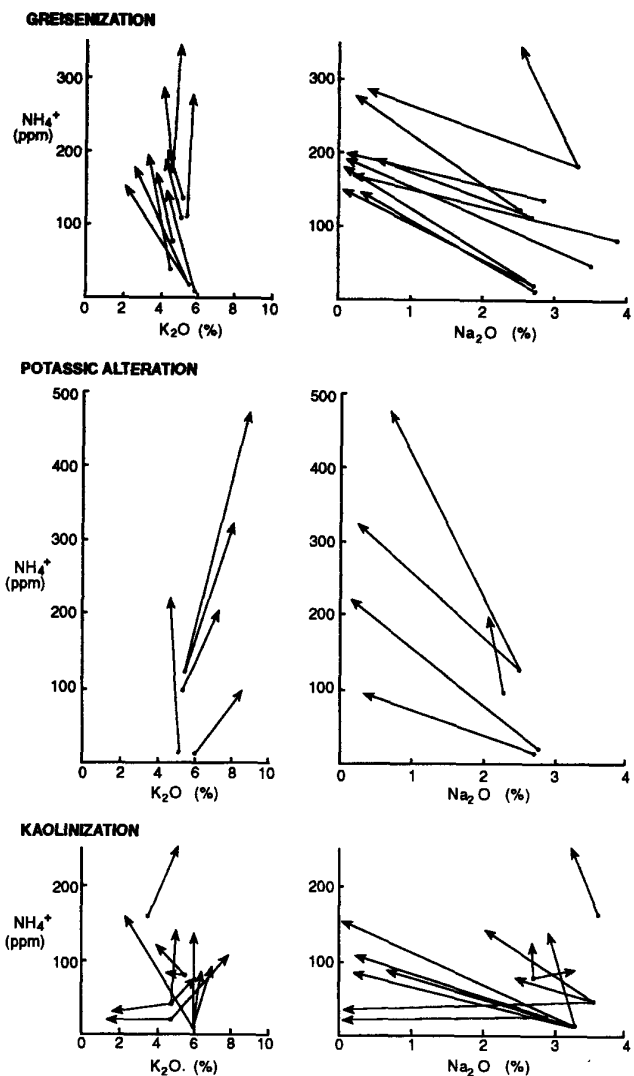 GREISENIZATION
300
NH4+
(ppm)
200
100
0 2 4 6 8 10
K2O (%)
300
200
100
0 1 2 3 4
Na2O (%)
POTASSIC ALTERATION
500
400
300
NH4+
(ppm)
200
100
0 2 4 6 8 10
K2O (%)
500
400
300
200
100
0 1 2 3 4
Na2O (%)
KAOLINIZATION
200
NH4+
(ppm)
100
0 2 4 6 8 10
K2O. (%)
200
100
0 1 2 3 4
Na2O (%)